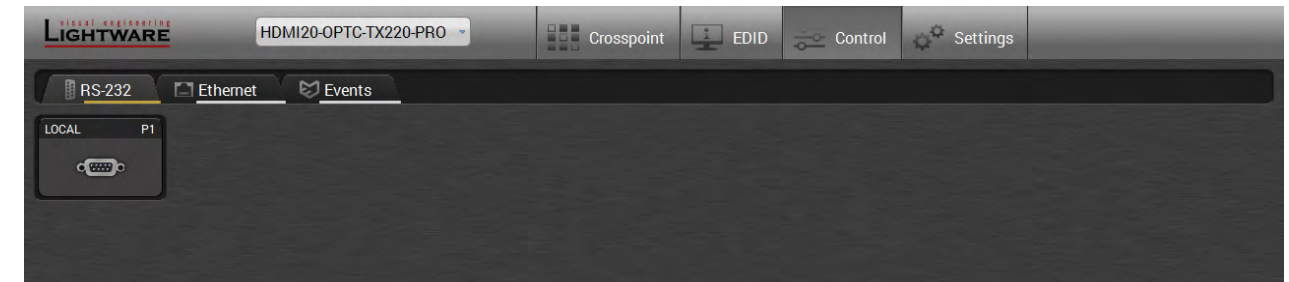 visual engineering
LIGHTWARE
HDMI20-OPTC-TX220-PRO
Crosspoint
EDID
Control
Settings
RS-232
Ethernet
Events
LOCAL P1